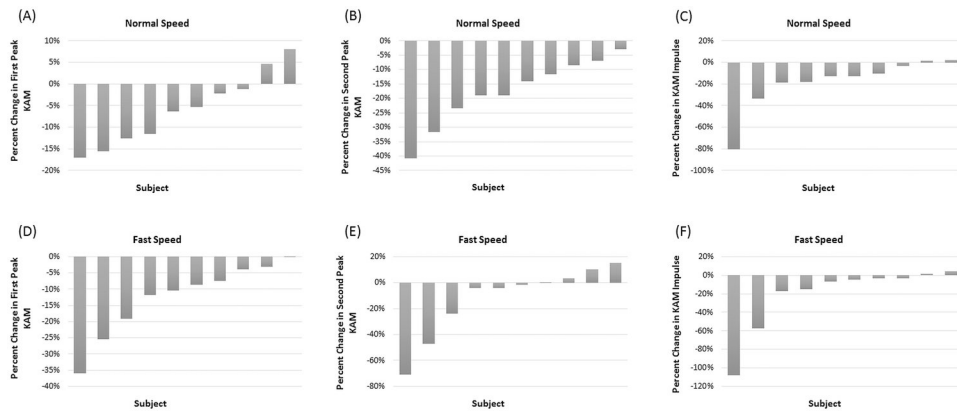 (A)
Normal Speed
Percent Change in First Peak
KAM
10%
5%
0%
-5%
-10%
-15%
-20%
Subject
(B)
Normal Speed
Percent Change in Second Peak
KAM
0%
-5%
-10%
-15%
-20%
-25%
-30%
-35%
-40%
-45%
Subject
(C)
Normal Speed
Percent Change in KAM Impulse
20%
0%
-20%
-40%
-60%
-80%
-100%
Subject
(D)
Fast Speed
Percent Change in First Peak
KAM
0%
-5%
-10%
-15%
-20%
-25%
-30%
-35%
-40%
Subject
(E)
Fast Speed
Percent Change in Second Peak
KAM
20%
0%
-20%
-40%
-60%
-80%
Subject
(F)
Fast Speed
Percent Change in KAM Impulse
20%
0%
-20%
-40%
-60%
-80%
-100%
-120%
Subject